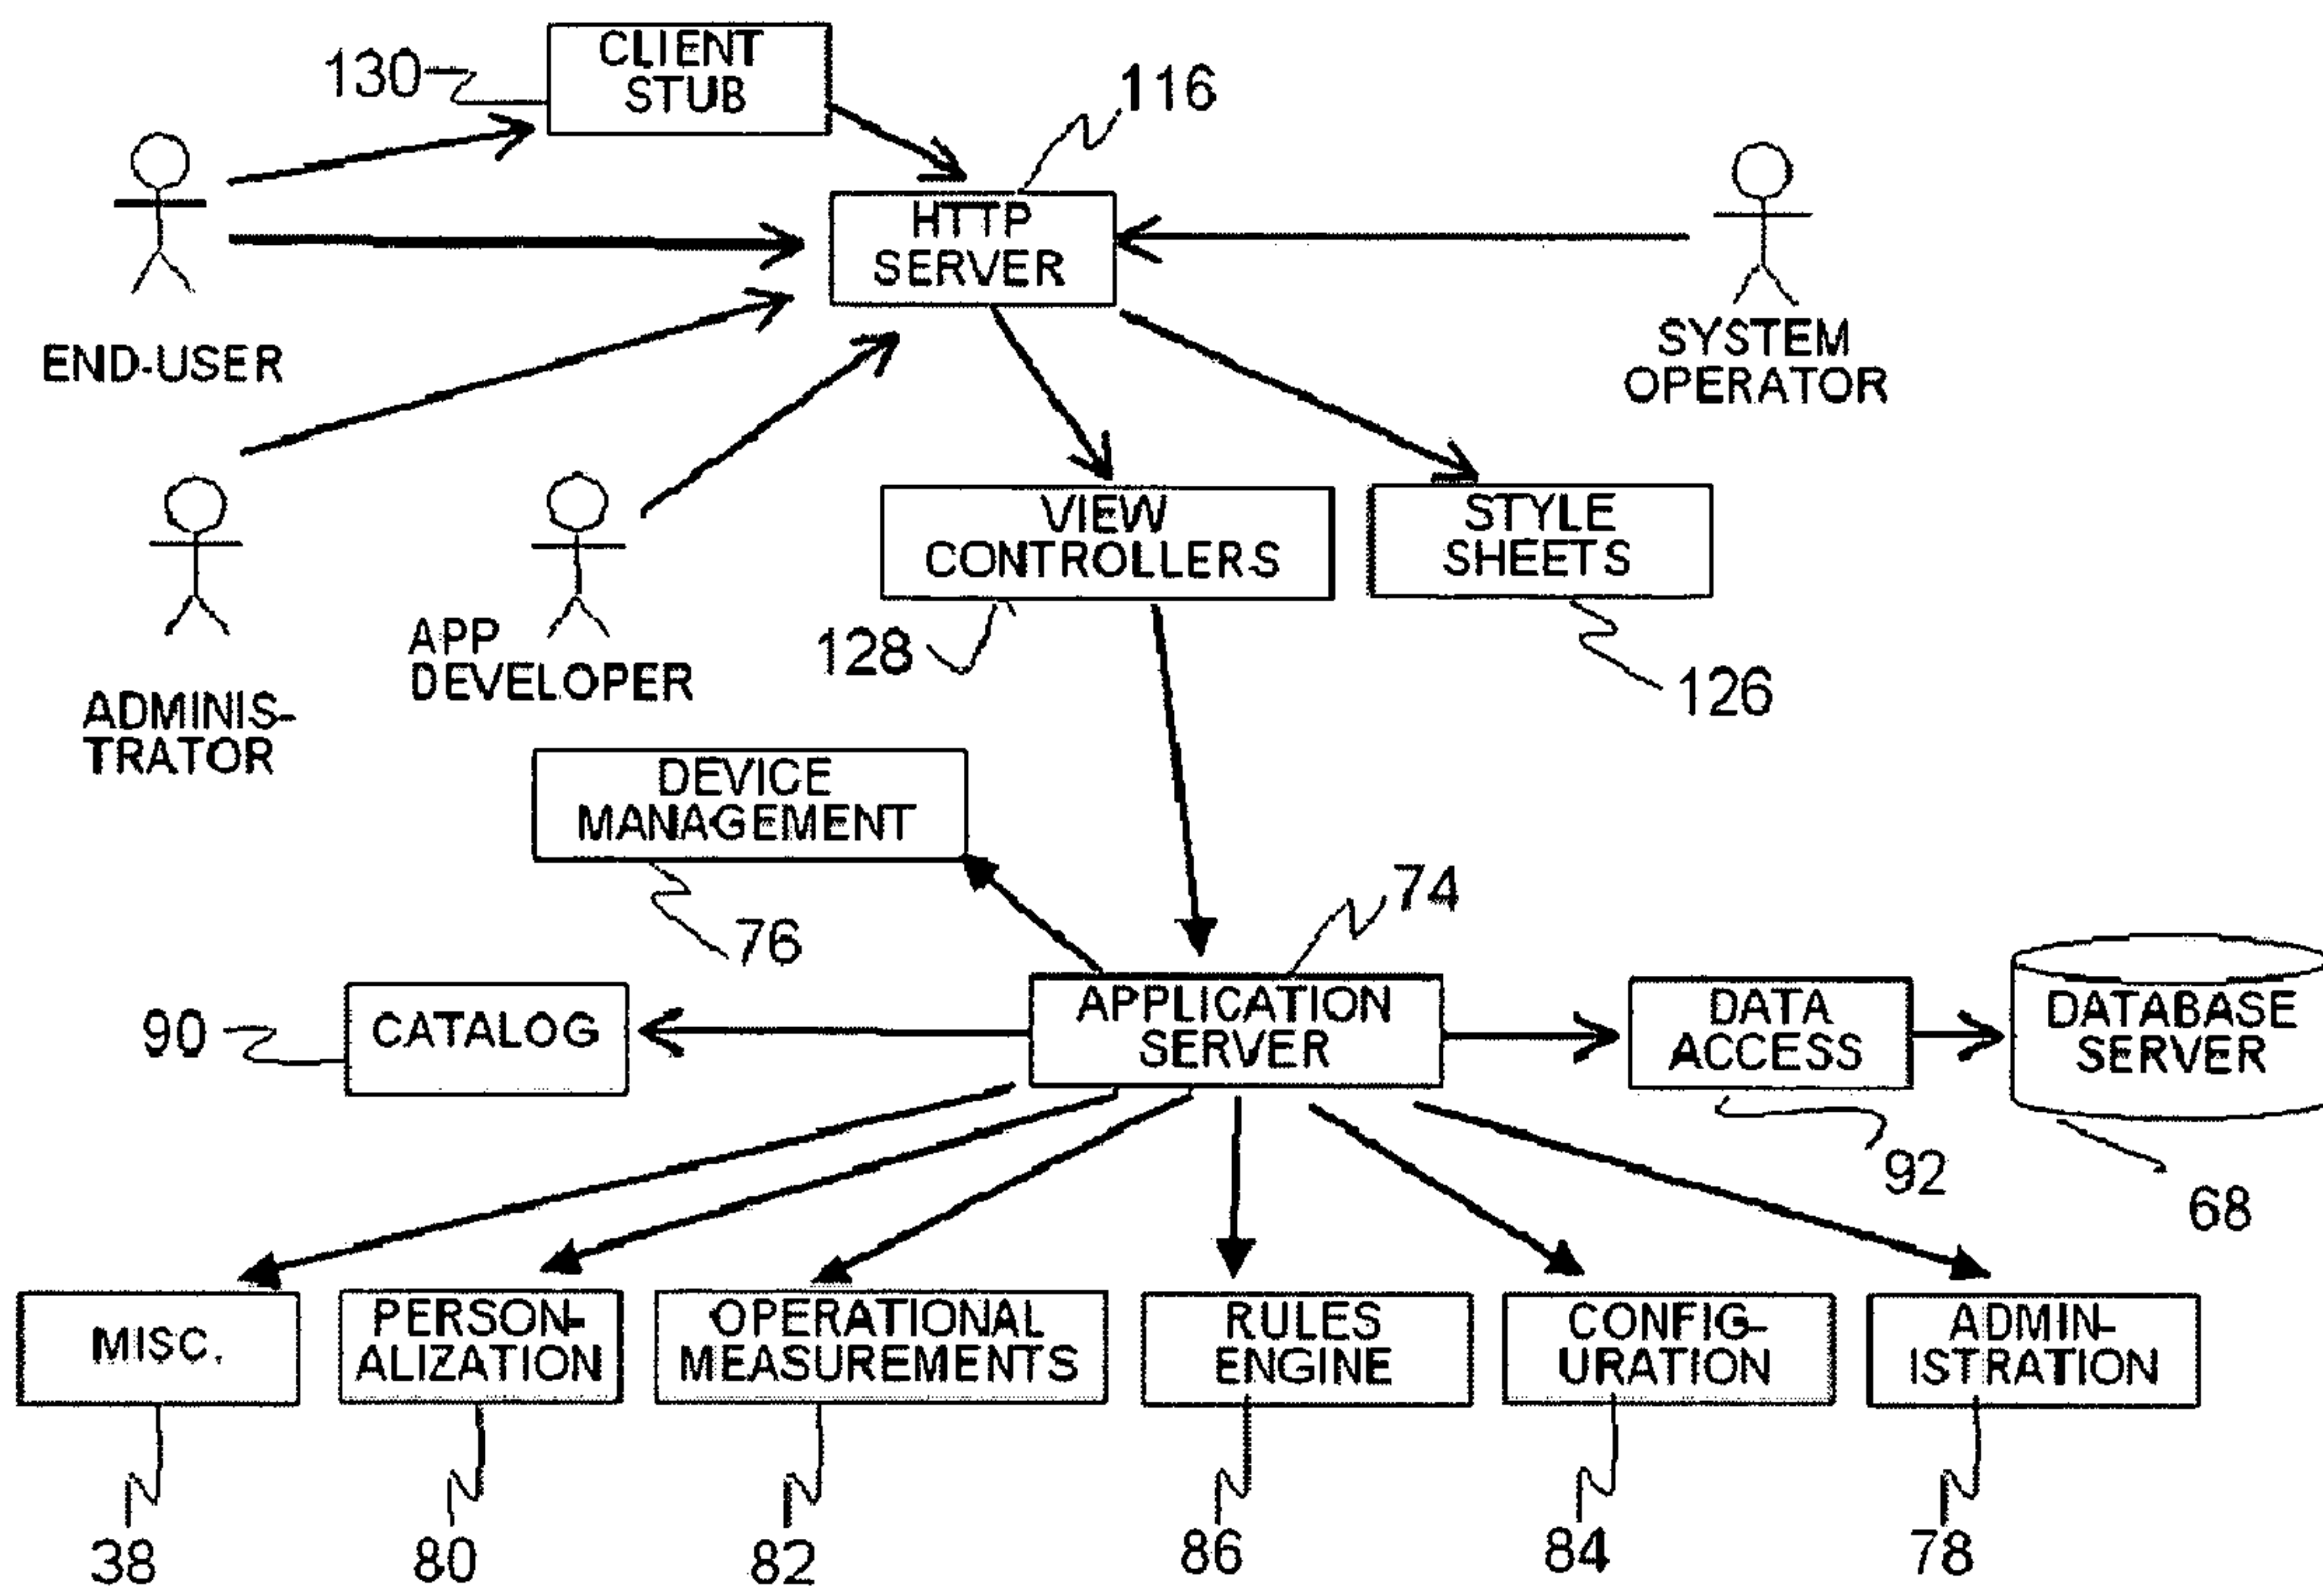 CLIENT
STUB
130
116
HTTP
SERVER
END-USER
SYSTEM
OPERATOR
VIEW
CONTROLLERS
STYLE
SHEETS
128
126
APP
DEVELOPER
ADMINIS-
TRATOR
DEVICE
MANAGEMENT
76
74
90
CATALOG
APPLICATION
SERVER
DATA
ACCESS
DATABASE
SERVER
92
68
MISC.
PERSON-
ALIZATION
OPERATIONAL
MEASUREMENTS
RULES
ENGINE
CONFIG-
URATION
ADMIN-
ISTRATION
38
80
82
86
84
78